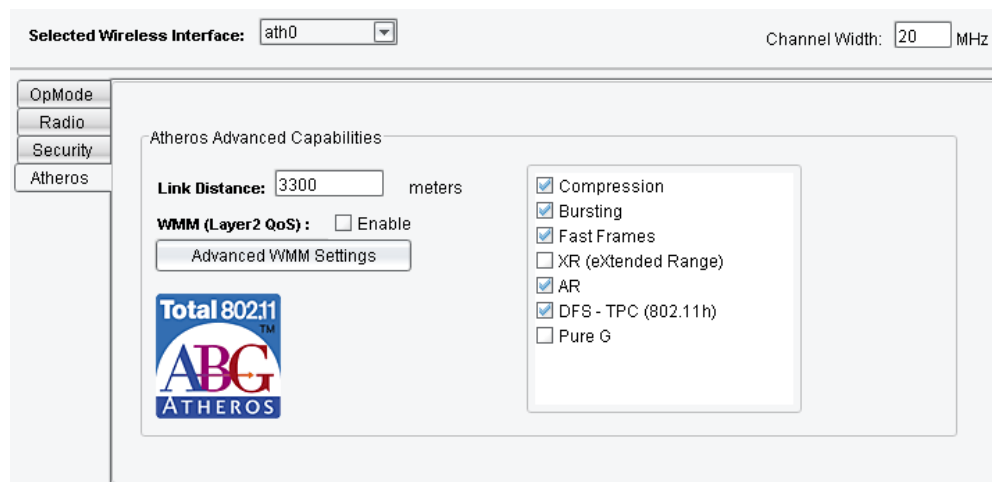 Selected Wireless Interface: ath0 Channel Width: 20 MHz
OpMode
Radio
Security
Atheros
Atheros Advanced Capabilities
Link Distance: 3300 meters
WMM (Layer2 QoS) : Enable
Advanced WMM Settings
Compression
Bursting
Fast Frames
XR (eXtended Range)
AR
DFS - TPC (802.11h)
Pure G
Total 802.11
TM
ABG
ATHEROS